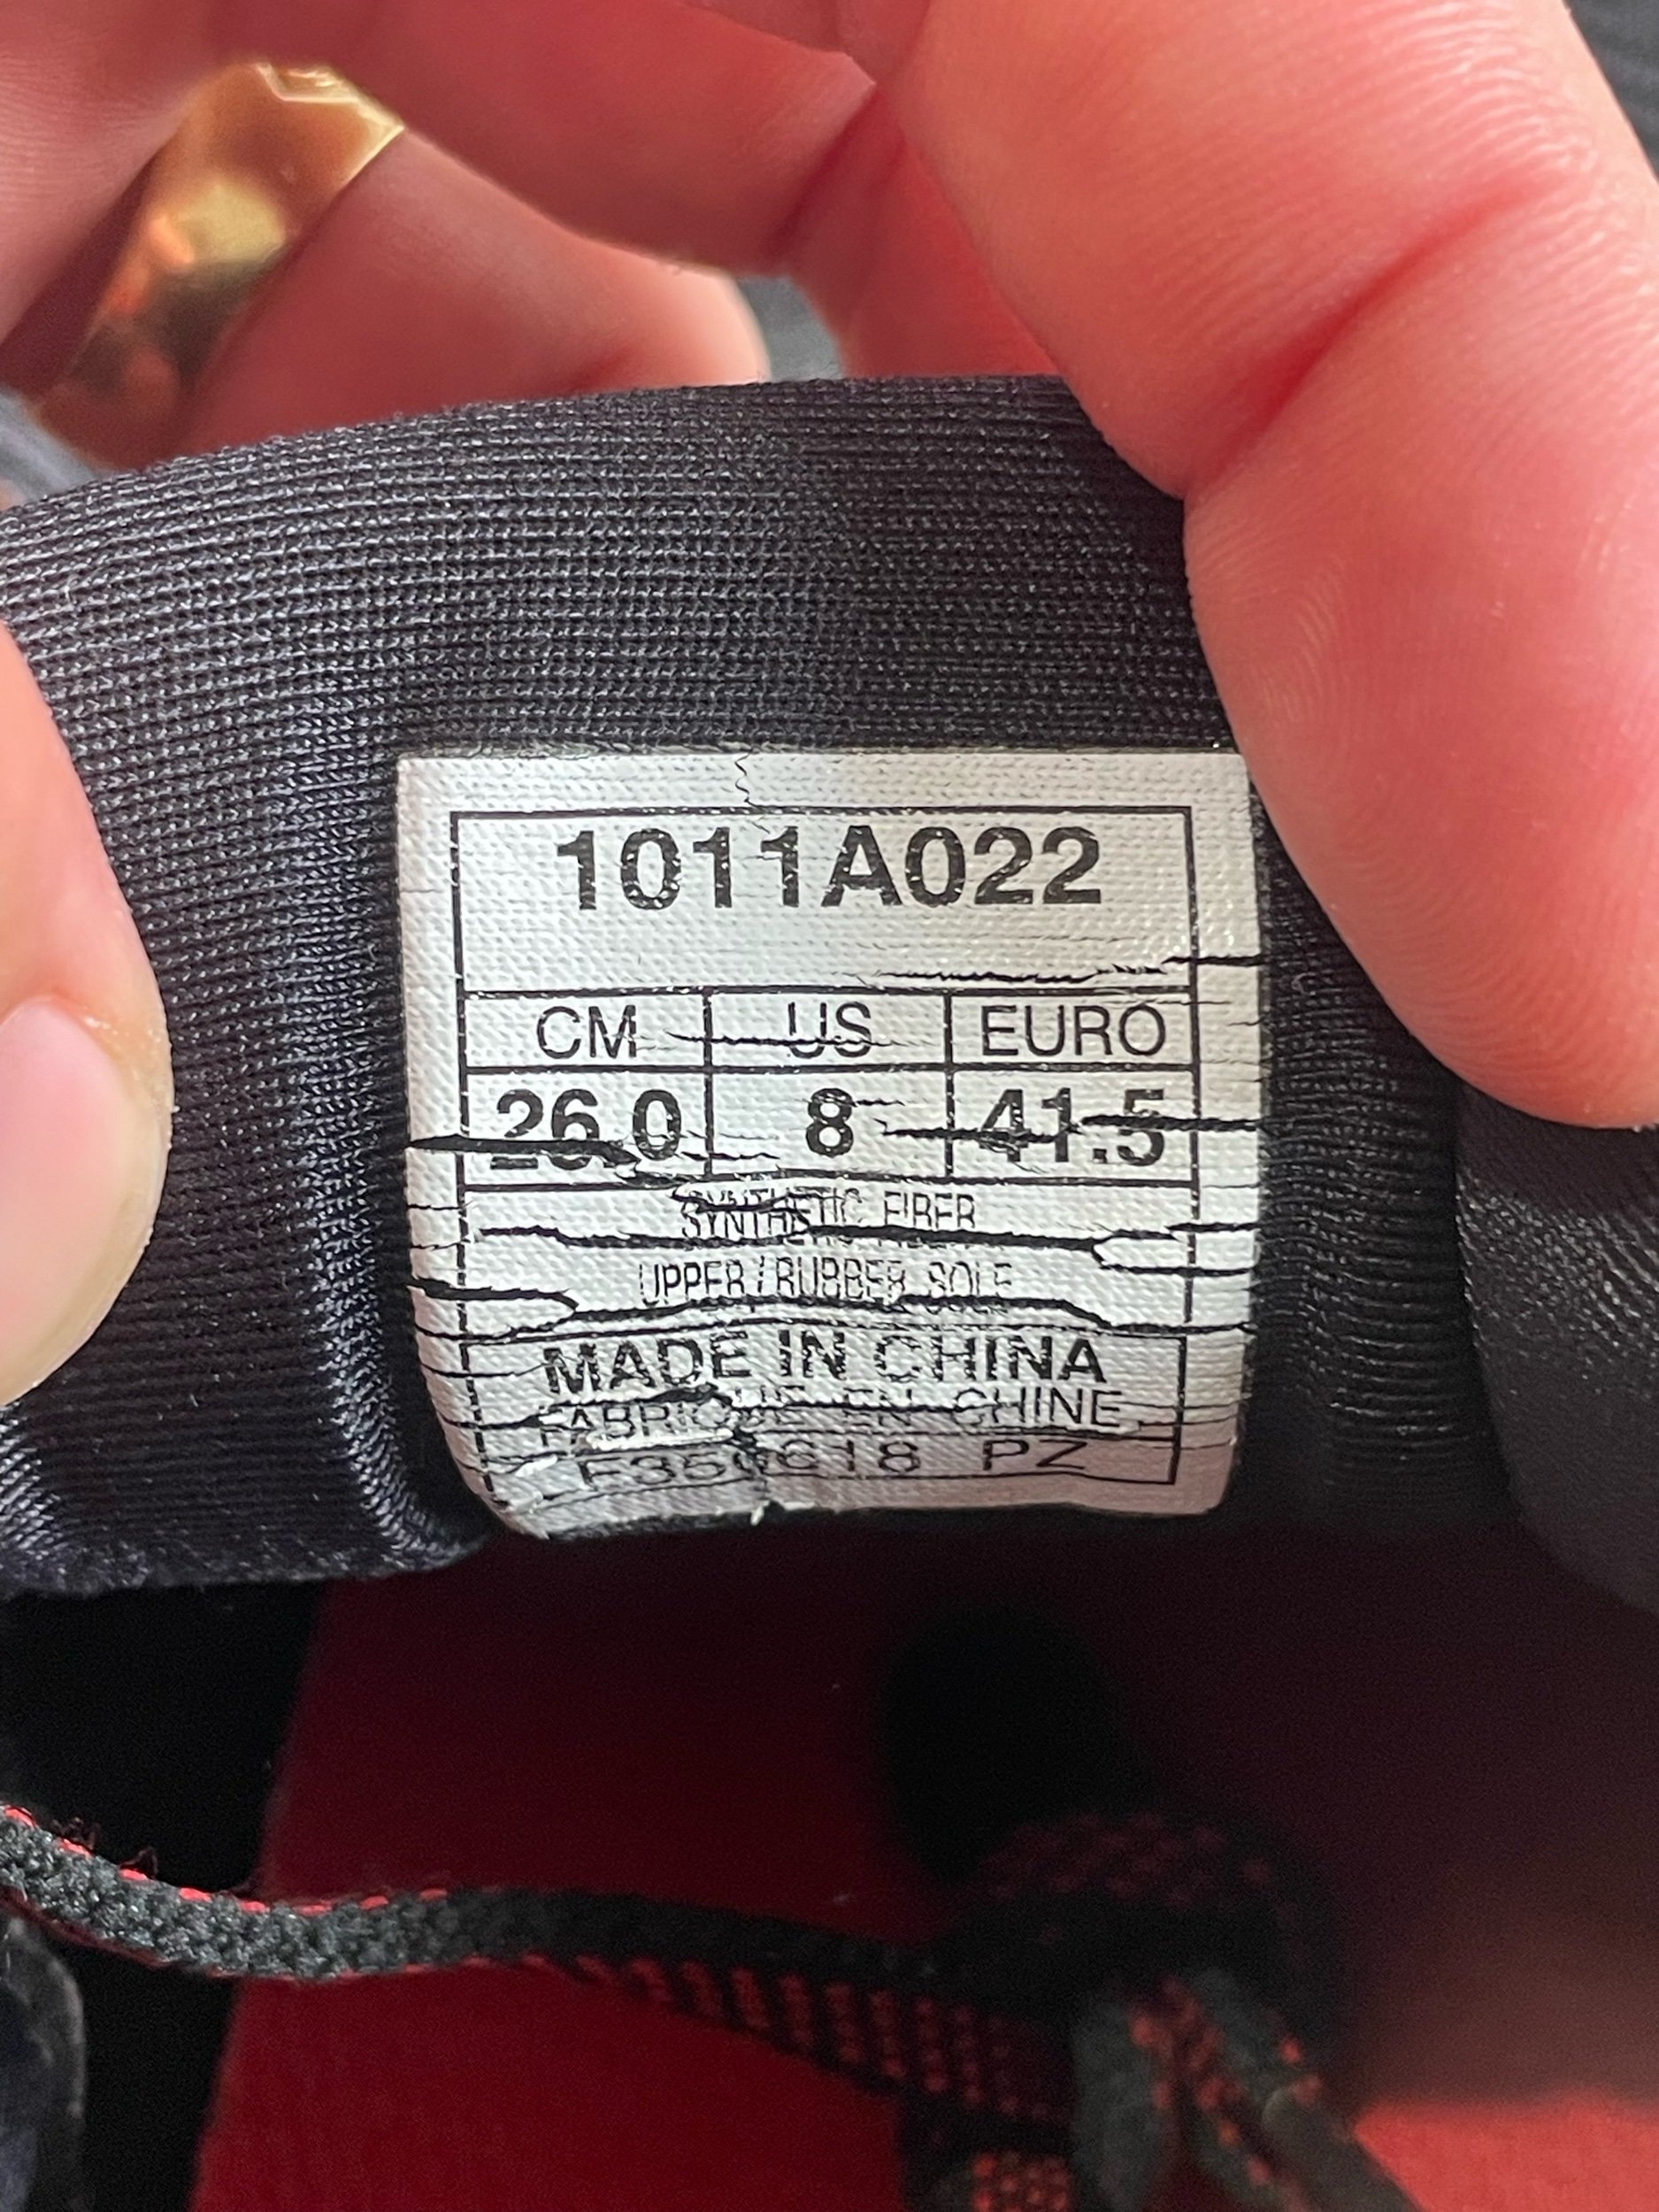 1011A022
CM US EURO
26.0 8 41.5
SYNTHETIC FIBER
UPPER / RUBBER SOLE
MADE IN CHINA
FABRIQUE EN CHINE
PZ